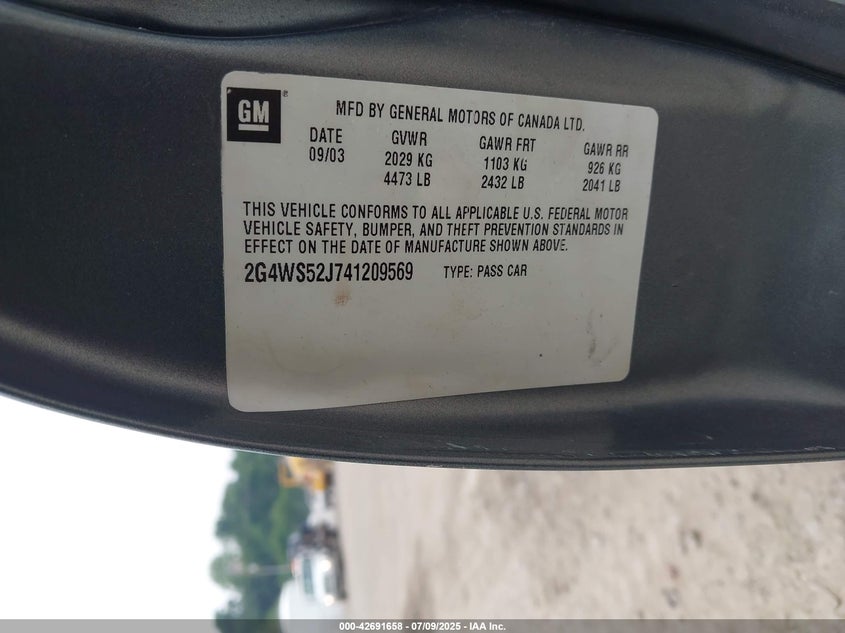 GM®
MFD BY GENERAL MOTORS OF CANADA LTD.
DATE GVWR GAWR FRT GAWR RR
09/03 2029 KG 1103 KG 926 KG
4473 LB 2432 LB 2041 LB
THIS VEHICLE CONFORMS TO ALL APPLICABLE U.S. FEDERAL MOTOR
VEHICLE SAFETY, BUMPER, AND THEFT PREVENTION STANDARDS IN
EFFECT ON THE DATE OF MANUFACTURE SHOWN ABOVE.
2G4WS52J741209569 TYPE: PASS CAR
000-42691658 - 07/09/2025 - IAA Inc.